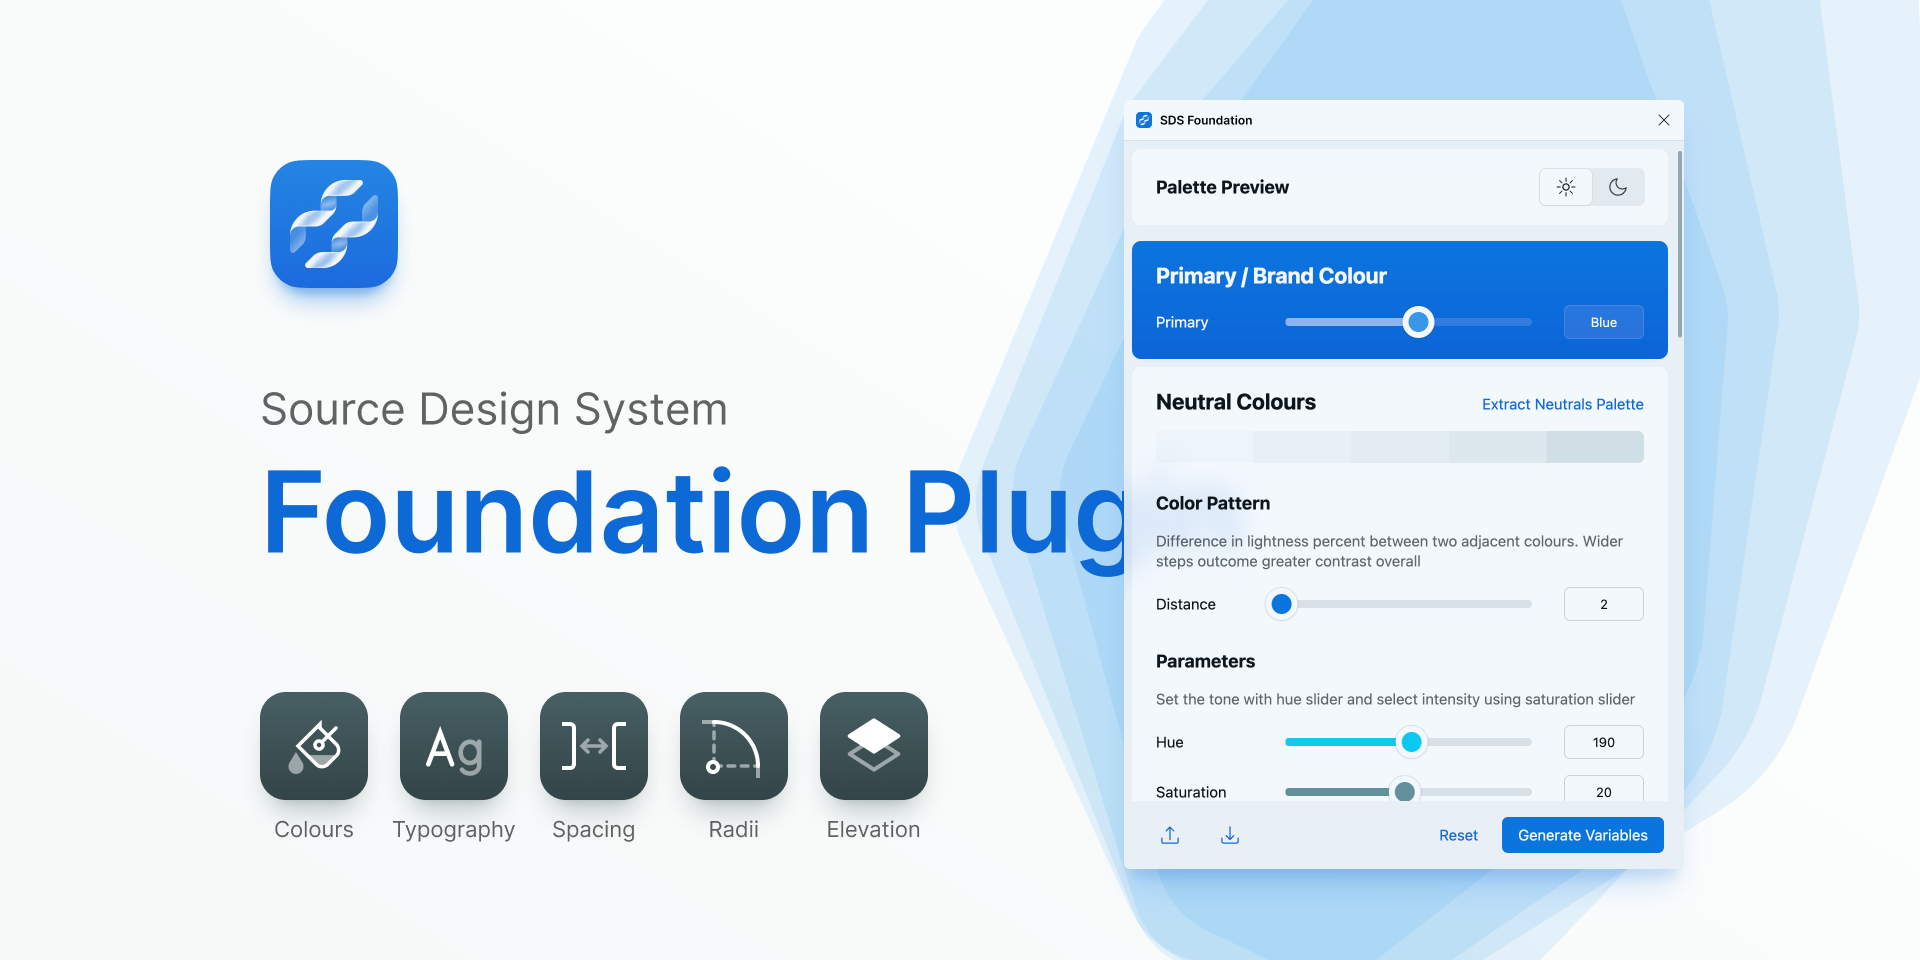 Source Design System
Foundation Plug
Colours
Typography
Spacing
Radii
Elevation
SDS Foundation
Palette Preview
Primary / Brand Colour
Primary
Blue
Neutral Colours
Extract Neutrals Palette
Color Pattern
Difference in lightness percent between two adjacent colours. Wider
steps outcome greater contrast overall
Distance
2
Parameters
Set the tone with hue slider and select intensity using saturation slider
Hue
190
Saturation
20
Reset
Generate Variables